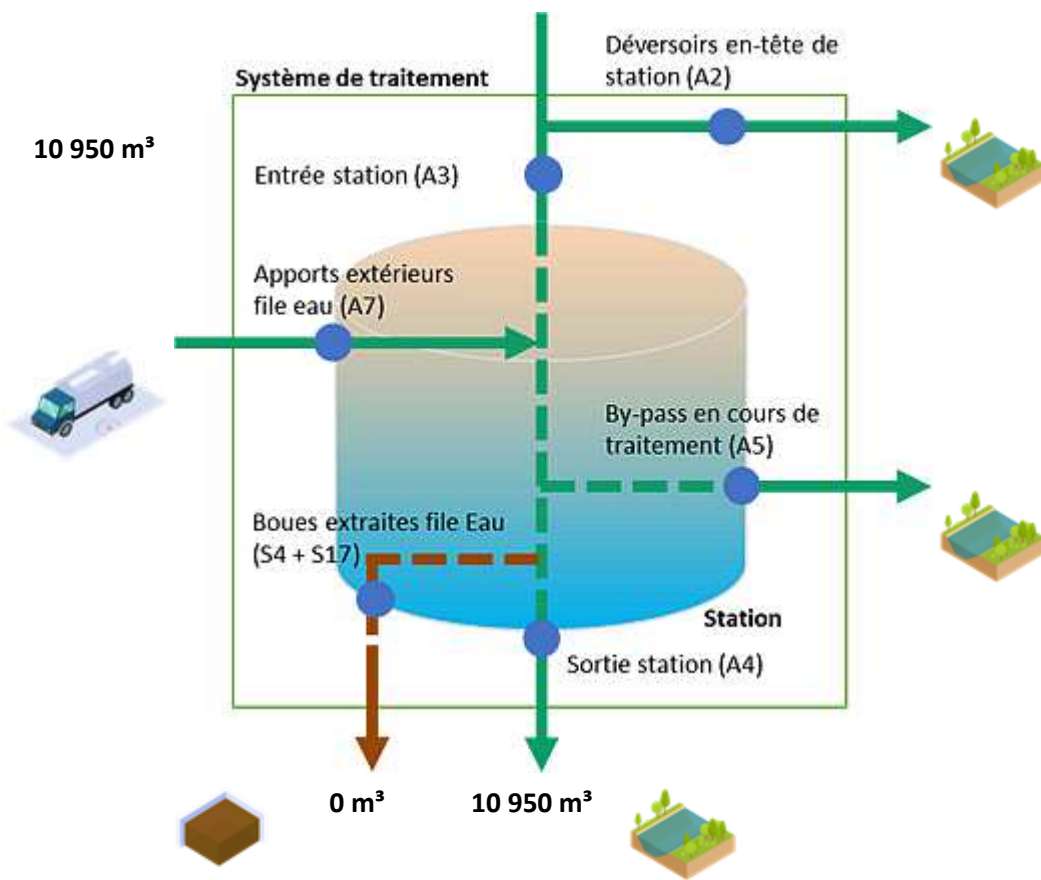 Déversoirs en-tête de
station (A2)
Système de traitement
10 950 m³
Entrée station (A3)
Apports extérieurs
file eau (A7)
By-pass en cours de
traitement (A5)
Boues extraites file Eau
(S4 + S17)
Station
Sortie station (A4)
0 m³
10 950 m³